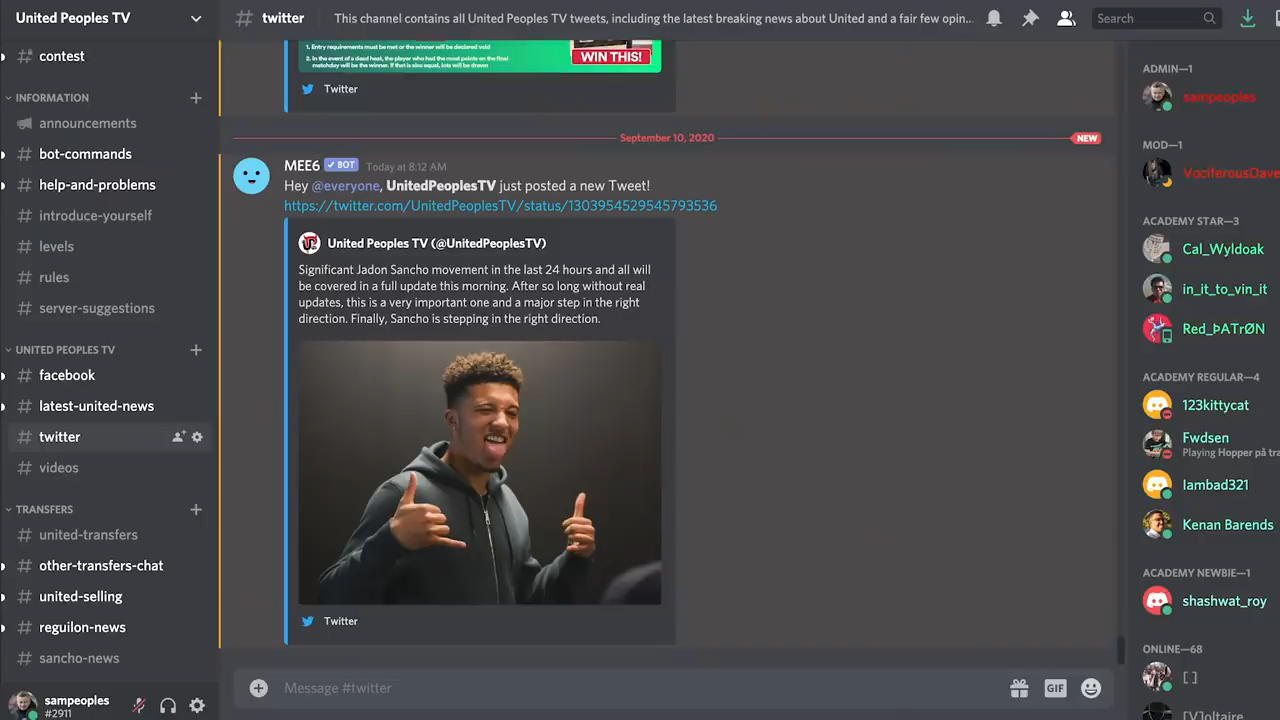 United Peoples TV
contest
INFORMATION
announcements
bot-commands
help-and-problems
introduce-yourself
levels
rules
server-suggestions
UNITED PEOPLES TV
facebook
latest-united-news
twitter
videos
TRANSFERS
united-transfers
other-transfers-chat
united-selling
reguilon-news
sancho-news
sampeoples
#2911
twitter
This channel contains all United Peoples TV tweets, including the latest breaking news about United and a fair few opin...
Search
1. Entry requirements must be met or the winner will be declared void
2. In the event of a dead heat, the player who had the most points on the final
matchday will be the winner. If that is also equal, lots will be drawn
WIN THIS!
Twitter
September 10, 2020
NEW
MEE6 BOT Today at 8:12 AM
Hey @everyone, UnitedPeoplesTV just posted a new Tweet!
https://twitter.com/UnitedPeoplesTV/status/1303954529545793536
United Peoples TV (@UnitedPeoplesTV)
Significant Jadon Sancho movement in the last 24 hours and all will
be covered in a full update this morning. After so long without real
updates, this is a very important one and a major step in the right
direction. Finally, Sancho is stepping in the right direction.
Twitter
Message #twitter
GIF
ADMIN—1
sampeoples
MOD—1
VociferousDave
ACADEMY STAR—3
Cal_Wyldoak
in_it_to_vin_it
Red_ÞATrØN
ACADEMY REGULAR—4
123kittycat
Fwdsen
Playing Hopper på tra
Iambad321
Kenan Barends
ACADEMY NEWBIE—1
shashwat_roy
ONLINE—68
[ ]
[V]oltaire